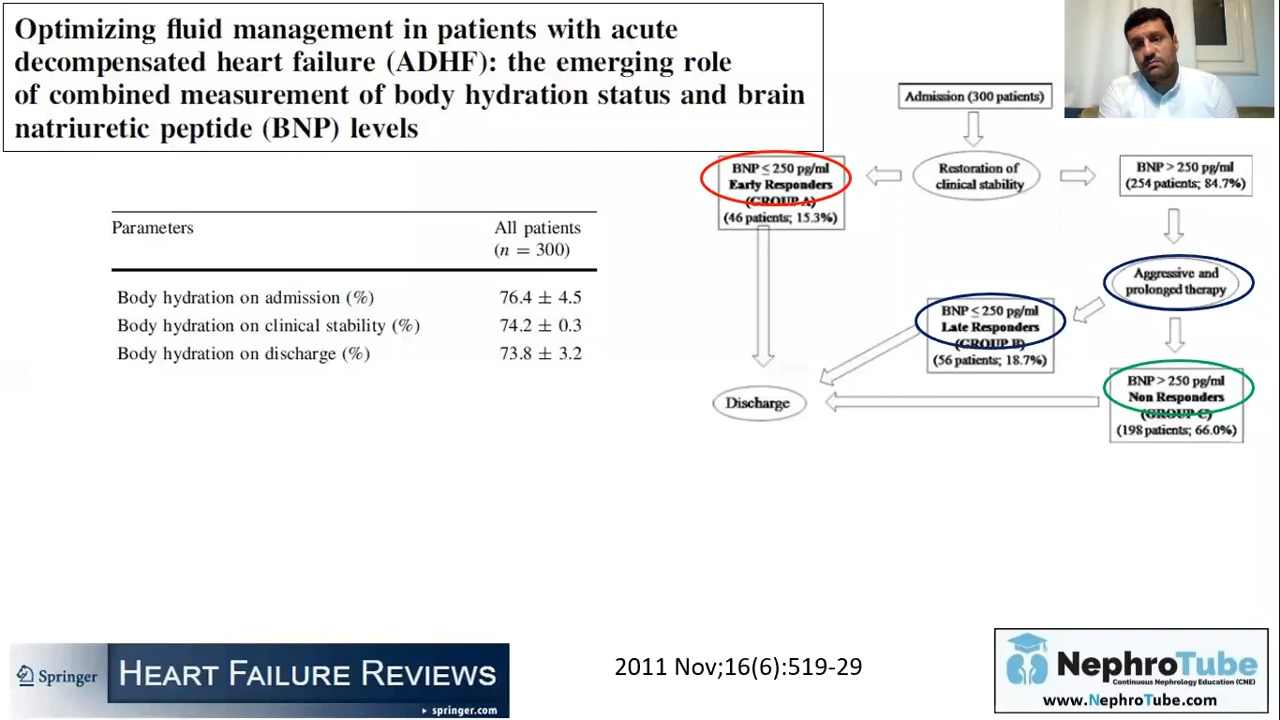 Optimizing fluid management in patients with acute
decompensated heart failure (ADHF): the emerging role
of combined measurement of body hydration status and brain
natriuretic peptide (BNP) levels
Parameters
All patients
(n = 300)
Body hydration on admission (%)
76.4 ± 4.5
Body hydration on clinical stability (%)
74.2 ± 0.3
Body hydration on discharge (%)
73.8 ± 3.2
Admission (300 patients)
Restoration of
clinical stability
BNP ≤ 250 pg/ml
Early Responders
(GROUP A)
(46 patients; 15.3%)
BNP > 250 pg/ml
(254 patients; 84.7%)
Aggressive and
prolonged therapy
BNP ≤ 250 pg/ml
Late Responders
(GROUP B)
(56 patients; 18.7%)
BNP > 250 pg/ml
Non Responders
(GROUP C)
(198 patients; 66.0%)
Discharge
Springer
HEART FAILURE REVIEWS
springer.com
2011 Nov;16(6):519-29
NephroTube
Continuous Nephrology Education (CNE)
www.NephroTube.com